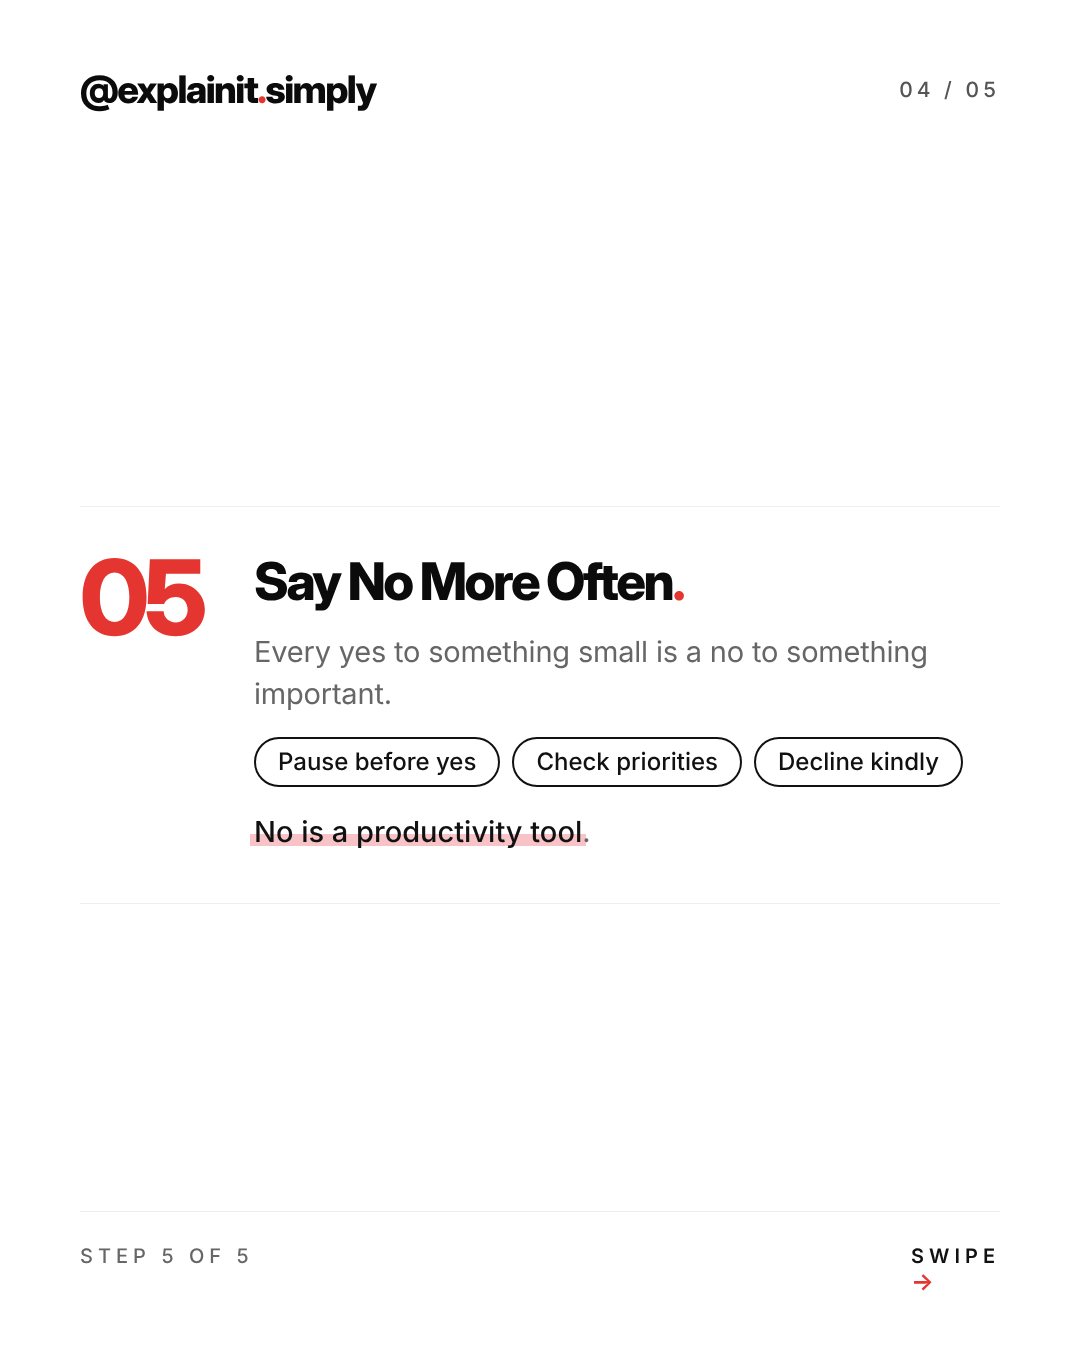 @explainit.simply
04 / 05
05
Say No More Often.
Every yes to something small is a no to something
important.
Pause before yes
Check priorities
Decline kindly
No is a productivity tool.
STEP 5 OF 5
SWIPE
→